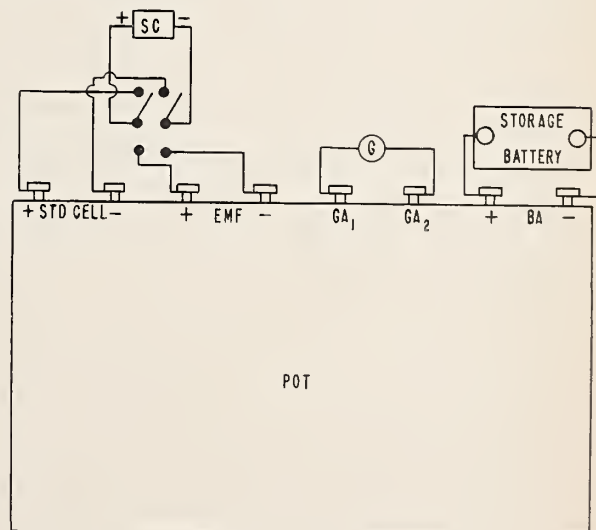 + SC -
G
STORAGE
BATTERY
+ STD CELL -
+ EMF -
GA1
GA2
+ BA -
POT